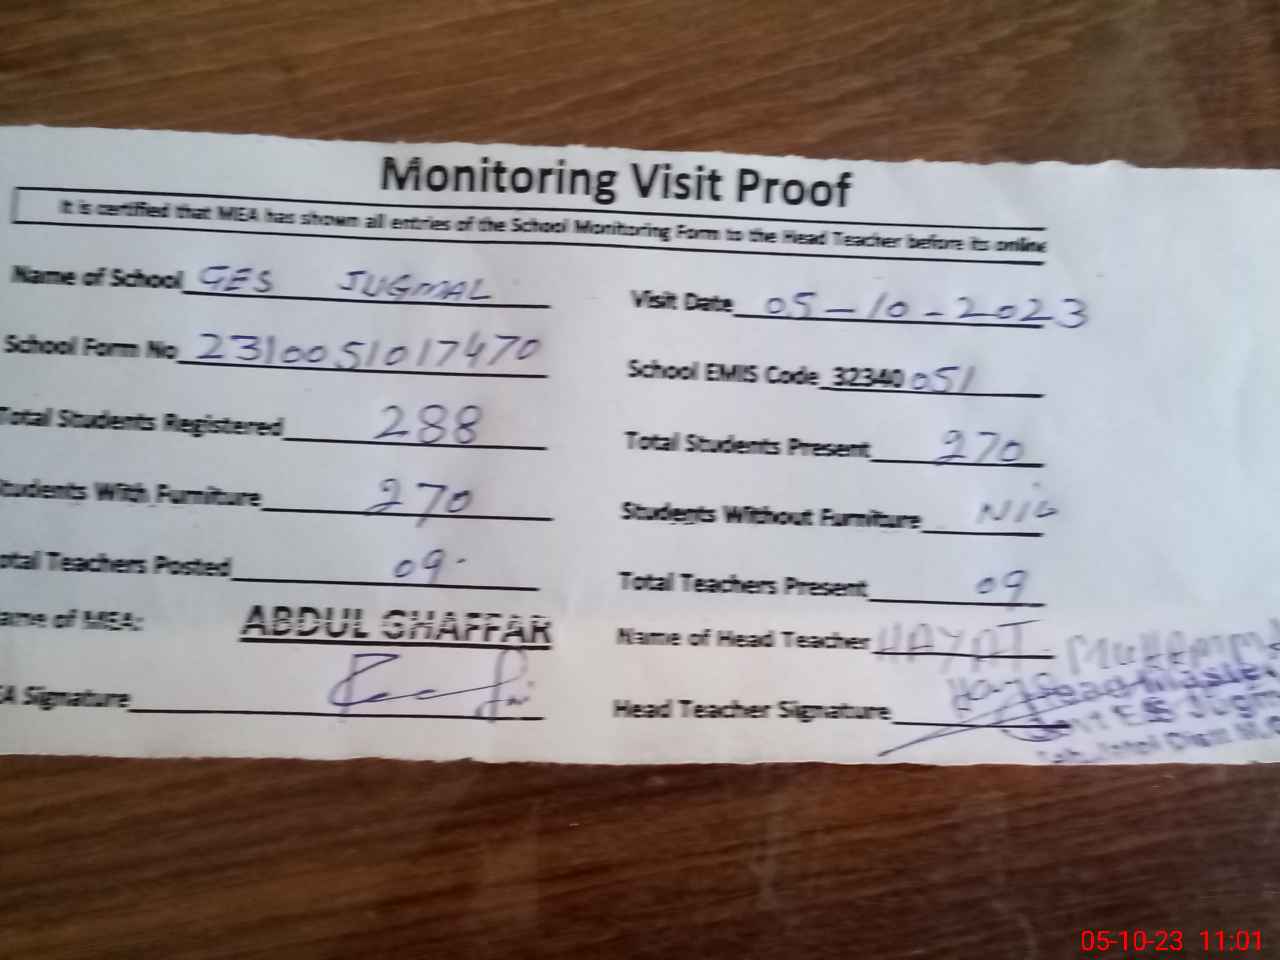 Monitoring Visit Proof
It is certified that MEA has shown all entries of the School Monitoring Form to the Head Teacher before its online
Name of School GES JUGMAL Visit Date 05-10-2023
School Form No 2310051017470 School EMIS Code 32340051
Total Students Registered 288 Total Students Present 270
Students With Furniture 270 Students Without Furniture Nil
Total Teachers Posted 09 Total Teachers Present 09
Name of MEA: ABDUL GHAFFAR Name of Head Teacher HAYAT
MEA Signature Head Teacher Signature
Head Master
05-10-23 11:01